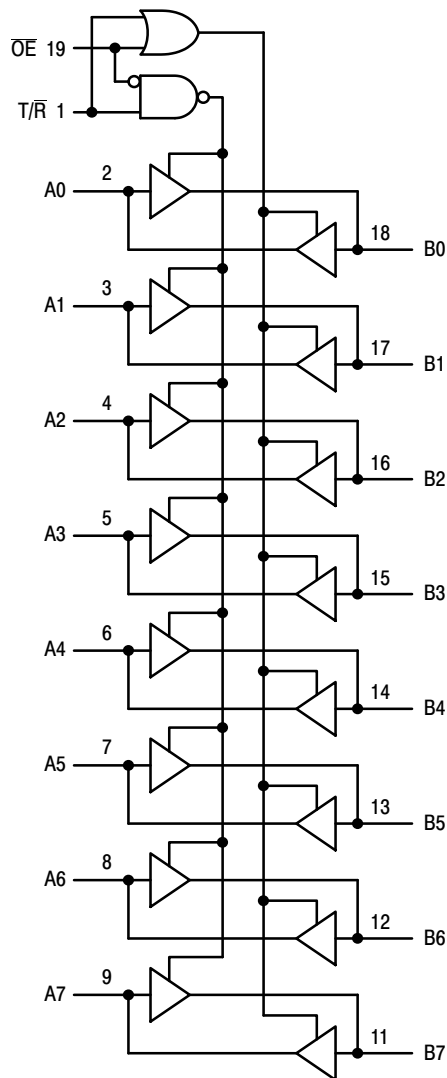 O̅E̅ 19
T/R̅ 1
A0 2
18 B0
A1 3
17 B1
A2 4
16 B2
A3 5
15 B3
A4 6
14 B4
A5 7
13 B5
A6 8
12 B6
A7 9
11 B7